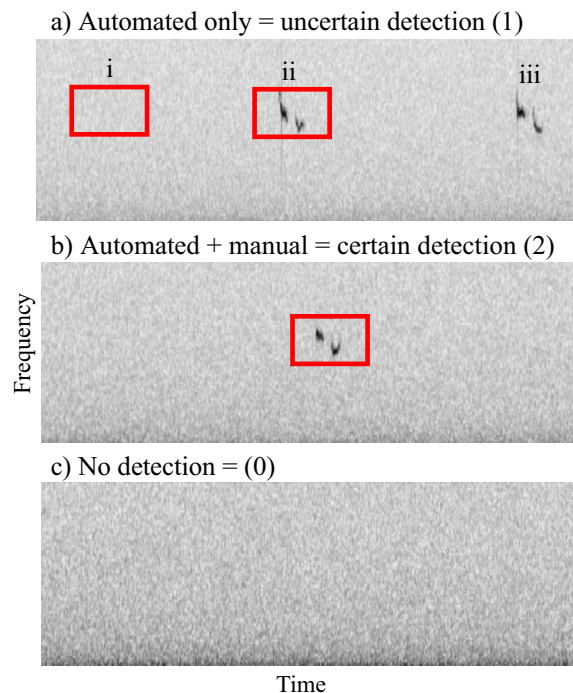 a) Automated only = uncertain detection (1)
i
ii
iii
b) Automated + manual = certain detection (2)
Frequency
c) No detection = (0)
Time